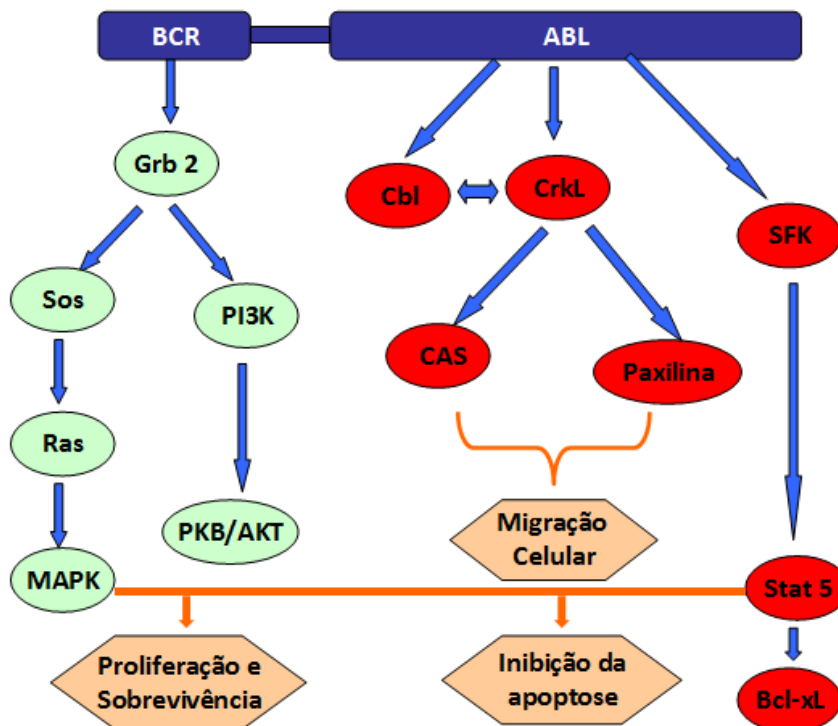 BCR
ABL
Grb 2
Cbl
CrkL
SFK
Sos
PI3K
CAS
Paxilina
Ras
PKB/AKT
Migração
Celular
MAPK
Stat 5
Proliferação e
Sobrevivência
Inibição da
apoptose
Bcl-xL